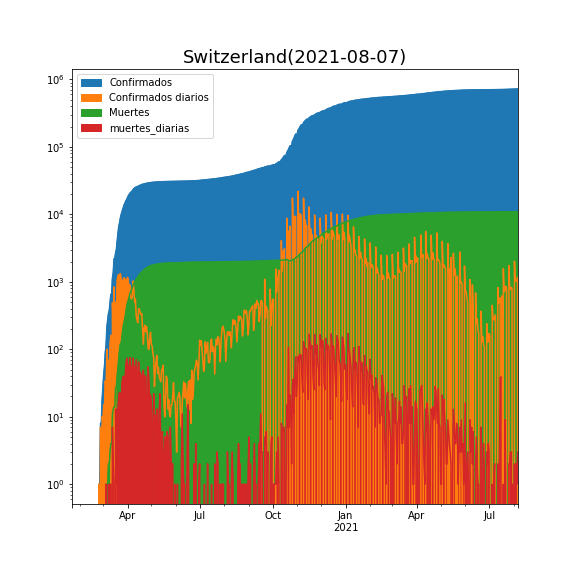 Switzerland(2021-08-07)
Confirmados
Confirmados diarios
Muertes
muertes_diarias
10⁶
10⁵
10⁴
10³
10²
10¹
10⁰
Apr Jul Oct Jan Apr Jul
2021